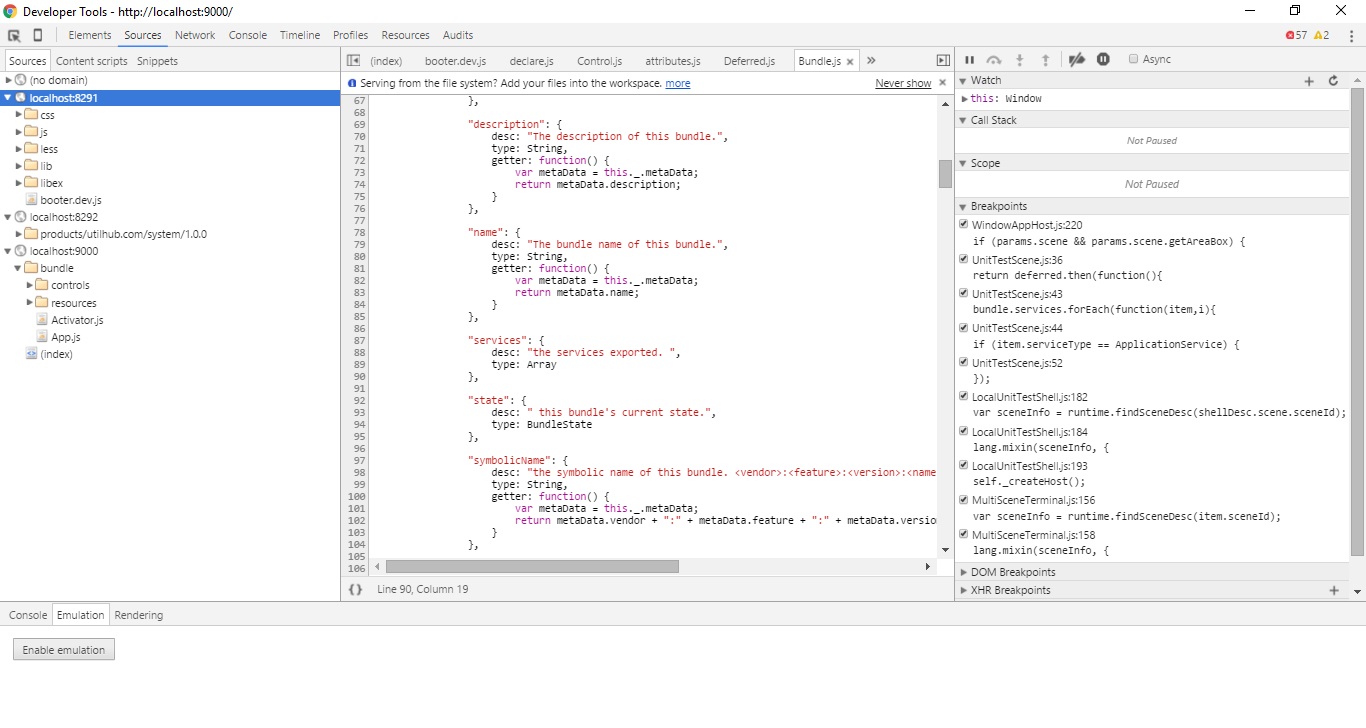 Developer Tools - http://localhost:9000/
Elements Sources Network Console Timeline Profiles Resources Audits
57 2
Sources Content scripts Snippets
(no domain)
localhost:8291
css
js
less
lib
libex
booter.dev.js
localhost:8292
products/utilhub.com/system/1.0.0
localhost:9000
bundle
controls
resources
Activator.js
App.js
(index)
(index) booter.dev.js declare.js Control.js attributes.js Deferred.js Bundle.js × »
Serving from the file system? Add your files into the workspace. more Never show ×
67 },
68
69 "description": {
70 desc: "The description of this bundle.",
71 type: String,
72 getter: function() {
73 var metaData = this._.metaData;
74 return metaData.description;
75 }
76 },
77
78 "name": {
79 desc: "The bundle name of this bundle.",
80 type: String,
81 getter: function() {
82 var metaData = this._.metaData;
83 return metaData.name;
84 }
85 },
86
87 "services": {
88 desc: "the services exported. ",
89 type: Array
90 },
91
92 "state": {
93 desc: " this bundle's current state.",
94 type: BundleState
95 },
96
97 "symbolicName": {
98 desc: "the symbolic name of this bundle. <vendor>:<feature>:<version>:<name
99 type: String,
100 getter: function() {
101 var metaData = this._.metaData;
102 return metaData.vendor + ":" + metaData.feature + ":" + metaData.versio
103 }
104 },
105
106
{} Line 90, Column 19
Async
Watch
this: Window
Call Stack
Not Paused
Scope
Not Paused
Breakpoints
WindowAppHost.js:220
if (params.scene && params.scene.getAreaBox) {
UnitTestScene.js:36
return deferred.then(function(){
UnitTestScene.js:43
bundle.services.forEach(function(item,i){
UnitTestScene.js:44
if (item.serviceType == ApplicationService) {
UnitTestScene.js:52
});
LocalUnitTestShell.js:182
var sceneInfo = runtime.findSceneDesc(shellDesc.scene.sceneId);
LocalUnitTestShell.js:184
lang.mixin(sceneInfo, {
LocalUnitTestShell.js:193
self._createHost();
MultiSceneTerminal.js:156
var sceneInfo = runtime.findSceneDesc(item.sceneId);
MultiSceneTerminal.js:158
lang.mixin(sceneInfo, {
DOM Breakpoints
XHR Breakpoints
Console Emulation Rendering
Enable emulation